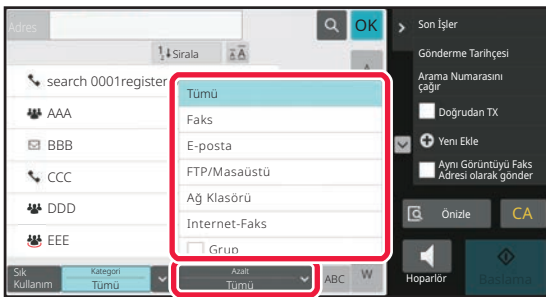 Adres
OK
Sırala
search 0001register
AAA
BBB
CCC
DDD
EEE
Tümü
Faks
E-posta
FTP/Masaüstü
Ağ Klasörü
Internet-Faks
Grup
Sık
Kullanım
Kategori
Tümü
Azalt
Tümü
ABC
W
Son İşler
Gönderme Tarihçesi
Arama Numarasını
çağır
Doğrudan TX
Yeni Ekle
Aynı Görüntüyü Faks
Adresi olarak gönder
Önizle
CA
Hoparlör
Başlama